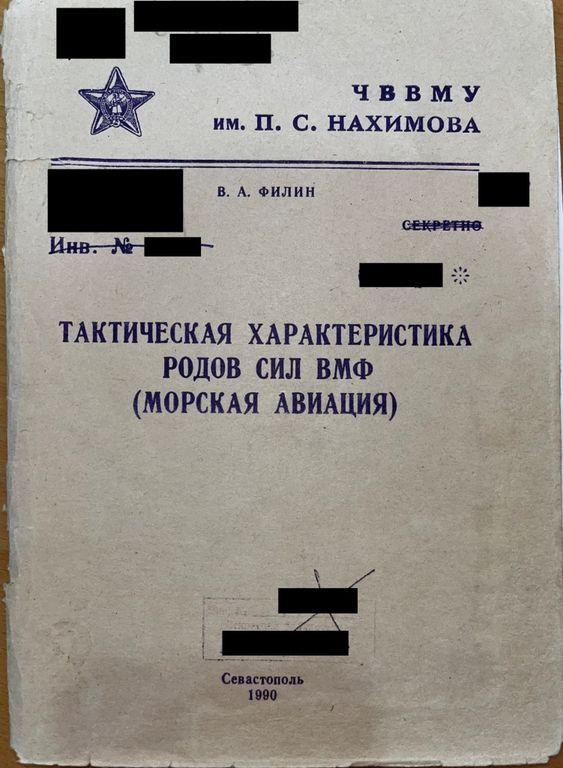 ЧВВМУ
им. П. С. НАХИМОВА
В. А. ФИЛИН
СЕКРЕТНО
Инв. №
ТАКТИЧЕСКАЯ ХАРАКТЕРИСТИКА
РОДОВ СИЛ ВМФ
(МОРСКАЯ АВИАЦИЯ)
Севастополь
1990